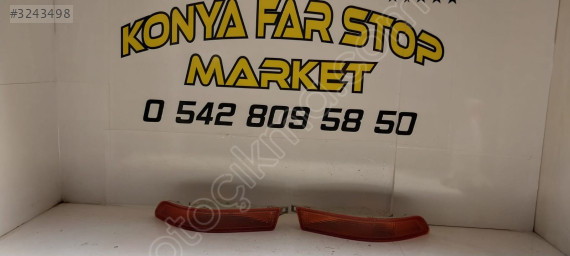 #3243498
KONYA FAR STOP
MARKET
0 542 809 58 50